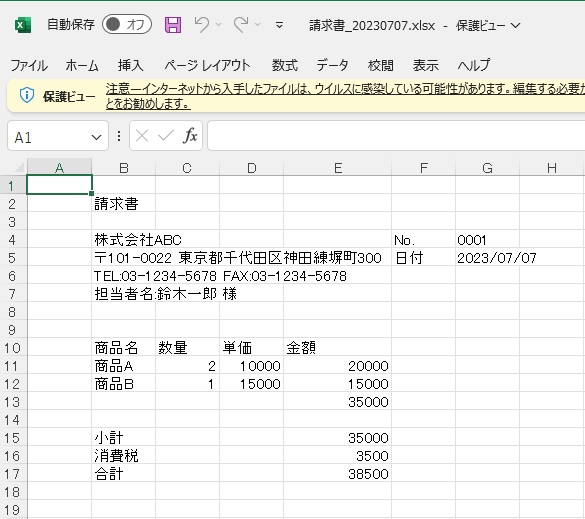 自動保存 オフ 請求書_20230707.xlsx - 保護ビュー
ファイル ホーム 挿入 ページ レイアウト 数式 データ 校閲 表示 ヘルプ
保護ビュー 注意—インターネットから入手したファイルは、ウイルスに感染している可能性があります。編集する必要が
とをお勧めします。
A1 fx
A B C D E F G H
1
2 請求書
3
4 株式会社ABC No. 0001
5 〒101-0022 東京都千代田区神田練塀町300 日付 2023/07/07
6 TEL:03-1234-5678 FAX:03-1234-5678
7 担当者名:鈴木一郎 様
8
9
10 商品名 数量 単価 金額
11 商品A 2 10000 20000
12 商品B 1 15000 15000
13 35000
14
15 小計 35000
16 消費税 3500
17 合計 38500
18
19